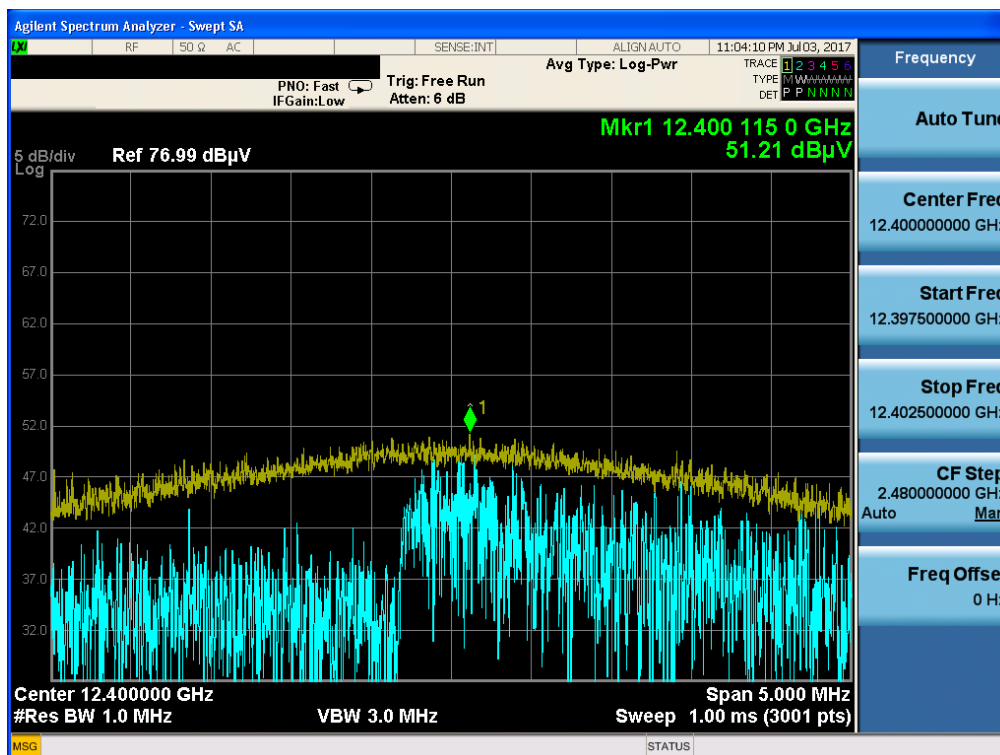 Agilent Spectrum Analyzer - Swept SA
LXI RF 50 Ω AC SENSE:INT ALIGN AUTO 11:04:10 PM Jul 03, 2017
Frequency
Avg Type: Log-Pwr TRACE 1 2 3 4 5 6
PNO: Fast Trig: Free Run TYPE M W
IFGain:Low Atten: 6 dB DET P P N N N N
Auto Tune
Mkr1 12.400 115 0 GHz
51.21 dBµV
5 dB/div Ref 76.99 dBµV
Log
Center Freq
12.400000000 GHz
72.0
67.0
Start Freq
12.397500000 GHz
62.0
57.0
Stop Freq
12.402500000 GHz
1
52.0
47.0
CF Step
2.480000000 GHz
Auto Man
42.0
37.0
Freq Offset
0 Hz
32.0
Center 12.400000 GHz Span 5.000 MHz
#Res BW 1.0 MHz VBW 3.0 MHz Sweep 1.00 ms (3001 pts)
MSG STATUS